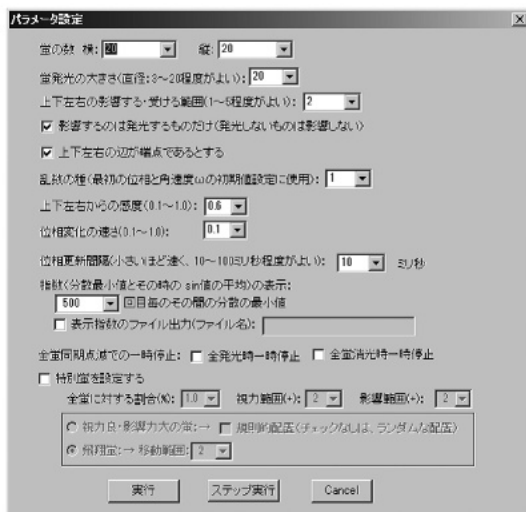 パラメータ設定
蛍の数 横: 20 縦: 20
蛍発光の大きさ(直径:3～20程度がよい): 20
上下左右の影響する・受ける範囲(1～5程度がよい): 2
影響するのは発光するものだけ(発光しないものは影響しない)
上下左右の辺が端点であるとする
乱数の種(最初の位相と角速度ωの初期値設定に使用): 1
上下左右からの感度(0.1～1.0): 0.6
位相変化の速さ(0.1～1.0): 0.1
位相更新間隔(小さいほど速く、10～100ミリ秒程度がよい): 10 ミリ秒
指数(分散最小値とその時の sin値の平均)の表示:
500 回目毎のその間の分散の最小値
表示指数のファイル出力(ファイル名):
全蛍同期点滅での一時停止: 全発光時一時停止 全蛍消光時一時停止
特別蛍を設定する
全蛍に対する割合(%): 1.0 視力範囲(+): 2 影響範囲(+): 2
視力良・影響力大の蛍:→ 規則的配置(チェックなしは、ランダムな配置)
飛翔蛍:→ 移動範囲: 2
実行 ステップ実行 Cancel